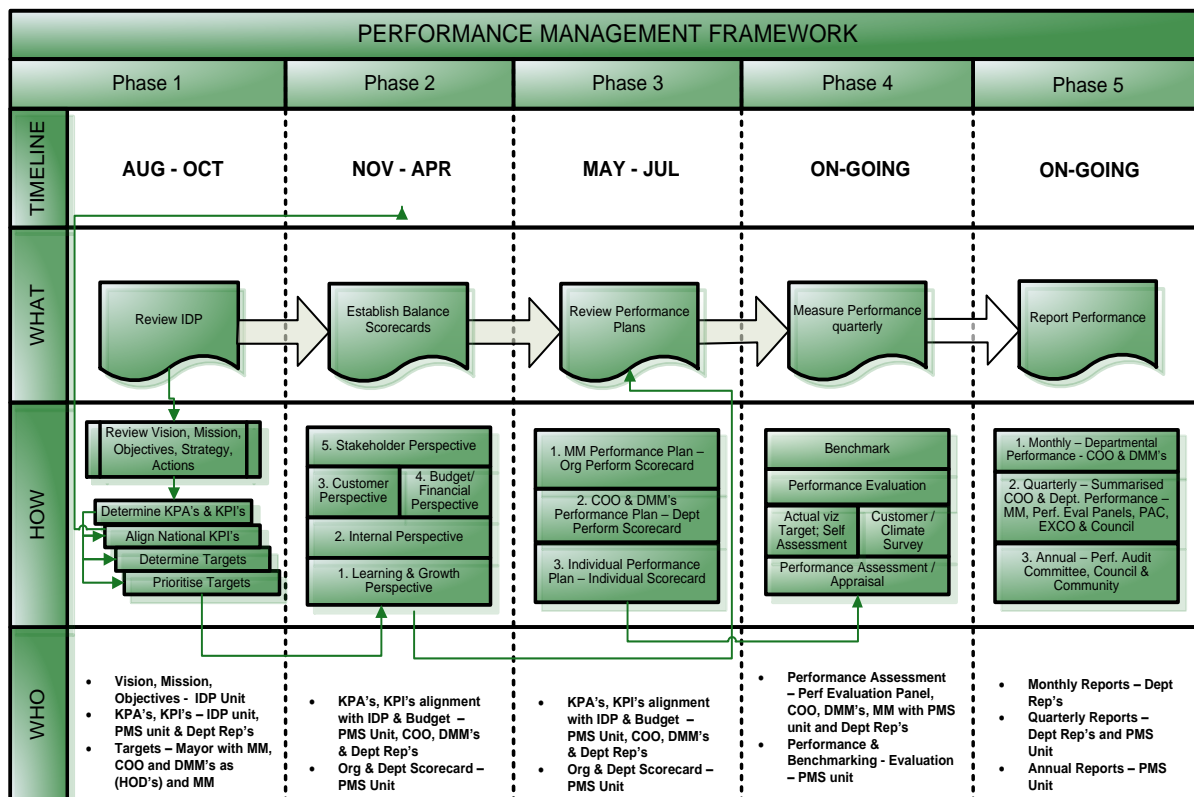 PERFORMANCE MANAGEMENT FRAMEWORK
Phase 1
Phase 2
Phase 3
Phase 4
Phase 5
TIMELINE
AUG - OCT
NOV - APR
MAY - JUL
ON-GOING
ON-GOING
WHAT
Review IDP
Establish Balance
Scorecards
Review Performance
Plans
Measure Performance
quarterly
Report Performance
HOW
Review Vision, Mission,
Objectives, Strategy,
Actions
Determine KPA's & KPI's
Align National KPI's
Determine Targets
Prioritise Targets
5. Stakeholder Perspective
3. Customer
Perspective
4. Budget/
Financial
Perspective
2. Internal Perspective
1. Learning & Growth
Perspective
1. MM Performance Plan –
Org Perform Scorecard
2. COO & DMM's
Performance Plan – Dept
Perform Scorecard
3. Individual Performance
Plan – Individual Scorecard
Benchmark
Performance Evaluation
Actual viz
Target; Self
Assessment
Customer /
Climate
Survey
Performance Assessment /
Appraisal
1. Monthly – Departmental
Performance - COO & DMM's
2. Quarterly – Summarised
COO & Dept. Performance –
MM, Perf. Eval Panels, PAC,
EXCO & Council
3. Annual – Perf. Audit
Committee, Council &
Community
WHO
• Vision, Mission,
Objectives - IDP Unit
• KPA's, KPI's – IDP unit,
PMS unit & Dept Rep's
• Targets – Mayor with MM,
COO and DMM's as
(HOD's) and MM
• KPA's, KPI's alignment
with IDP & Budget –
PMS Unit, COO, DMM's
& Dept Rep's
• Org & Dept Scorecard –
PMS Unit
• KPA's, KPI's alignment
with IDP & Budget –
PMS Unit, COO, DMM's
& Dept Rep's
• Org & Dept Scorecard –
PMS Unit
• Performance Assessment
– Perf Evaluation Panel,
COO, DMM's, MM with PMS
unit and Dept Rep's
• Performance &
Benchmarking - Evaluation
– PMS unit
• Monthly Reports – Dept
Rep's
• Quarterly Reports –
Dept Rep's and PMS
Unit
• Annual Reports – PMS
Unit